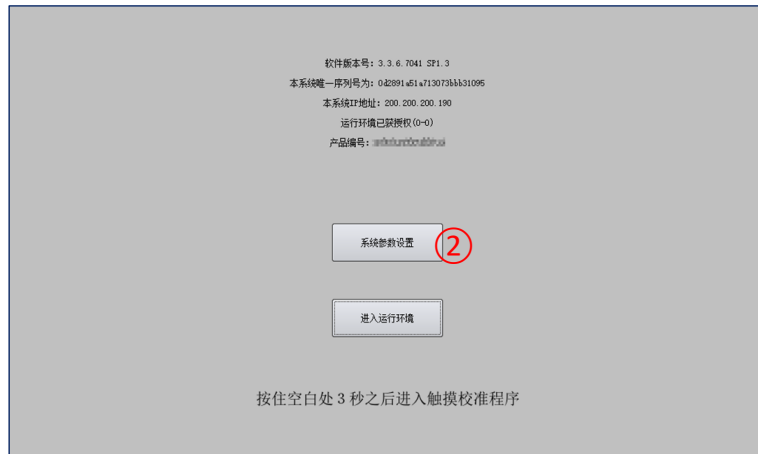 软件版本号: 3.3.6.7041 SP1.3
本系统唯一序列号为: 0d2891a51a713073bbb31095
本系统IP地址: 200.200.200.190
运行环境已获授权(0-0)
产品编号:
系统参数设置
②
进入运行环境
按住空白处 3 秒之后进入触摸校准程序